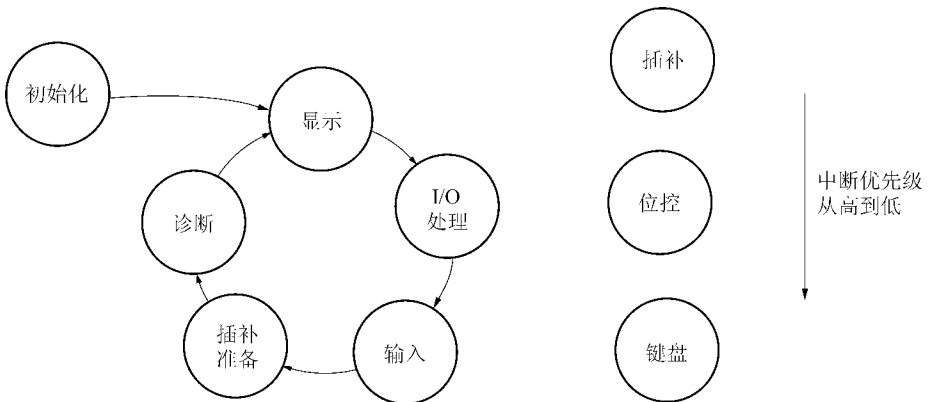 初始化
显示
I/O
处理
输入
插补
准备
诊断
插补
位控
键盘
中断优先级
从高到低